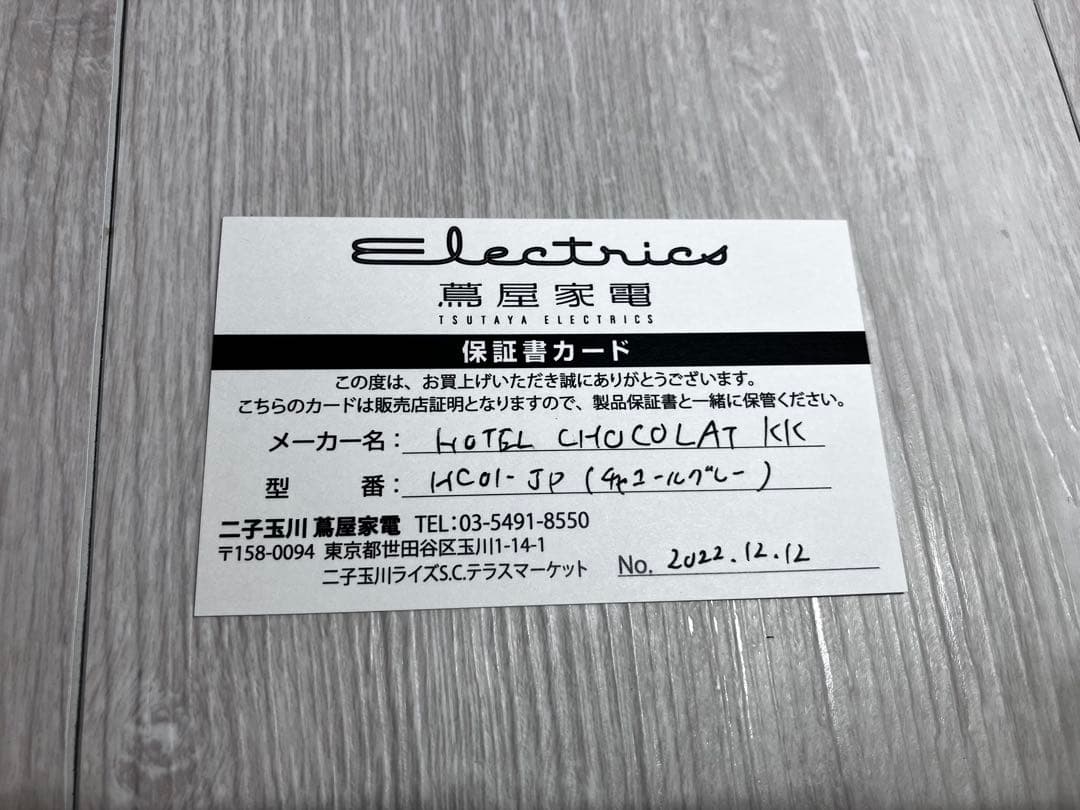 Electrics
蔦屋家電
TSUTAYA ELECTRICS
保証書カード
この度は、お買上げいただき誠にありがとうございます。
こちらのカードは販売店証明となりますので、製品保証書と一緒に保管ください。
メーカー名: HOTEL CHOCOLAT KK
型 番: HC01-JP (チャコールグレー)
二子玉川 蔦屋家電 TEL:03-5491-8550
〒158-0094 東京都世田谷区玉川1-14-1
二子玉川ライズS.C.テラスマーケット No. 2022.12.12